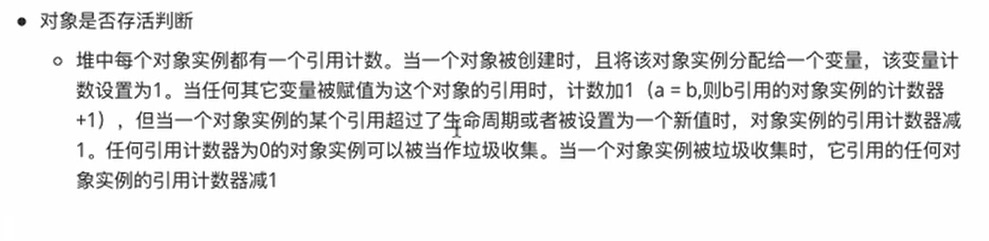 对象是否存活判断
堆中每个对象实例都有一个引用计数。当一个对象被创建时，且将该对象实例分配给一个变量，该变量计
数设置为1。当任何其它变量被赋值为这个对象的引用时，计数加1（a = b,则b引用的对象实例的计数器
+1），但当一个对象实例的某个引用超过了生命周期或者被设置为一个新值时，对象实例的引用计数器减
1。任何引用计数器为0的对象实例可以被当作垃圾收集。当一个对象实例被垃圾收集时，它引用的任何对
象实例的引用计数器减1